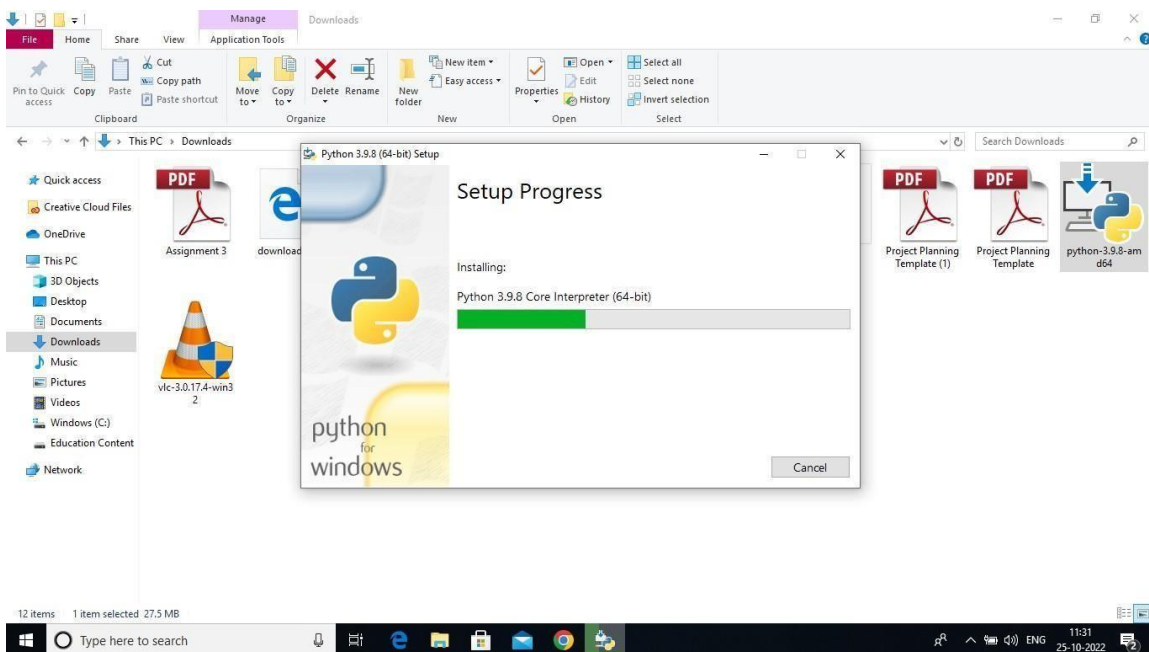 Manage
Downloads
File
Home
Share
View
Application Tools
Pin to Quick
access
Copy
Paste
Cut
Copy path
Paste shortcut
Clipboard
Move
to
Copy
to
Delete
Rename
Organize
New
folder
New item
Easy access
New
Properties
Open
Edit
History
Open
Select all
Select none
Invert selection
Select
This PC
Downloads
Search Downloads
Quick access
Creative Cloud Files
OneDrive
This PC
3D Objects
Desktop
Documents
Downloads
Music
Pictures
Videos
Windows (C:)
Education Content
Network
PDF
Assignment 3
download
vlc-3.0.17.4-win3
2
Python 3.9.8 (64-bit) Setup
Setup Progress
Installing:
Python 3.9.8 Core Interpreter (64-bit)
python
for
windows
Cancel
PDF
Project Planning
Template (1)
PDF
Project Planning
Template
python-3.9.8-am
d64
12 items
1 item selected 27.5 MB
Type here to search
ENG
11:31
25-10-2022
2